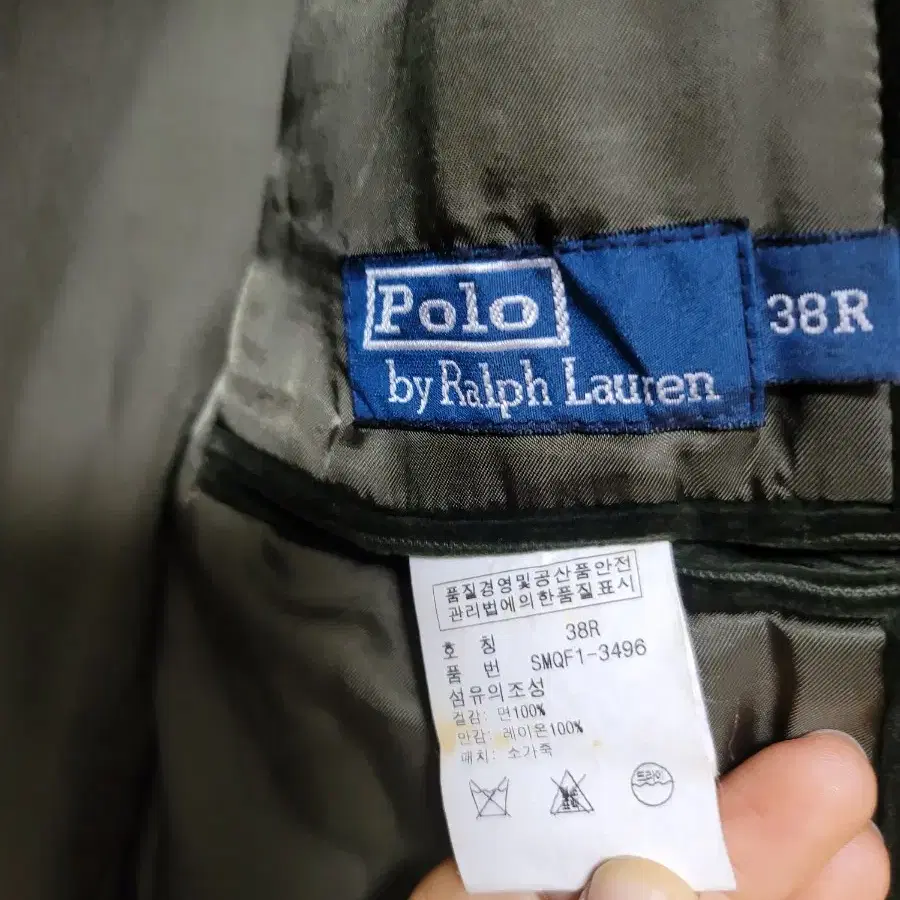 Polo
by Ralph Lauren
38R
품질경영및공산품안전
관리법에의한품질표시
호 칭 38R
품 번 SMQF1-3496
섬유의조성
겉감: 면100%
안감: 레이온100%
패치: 소가죽
드라이